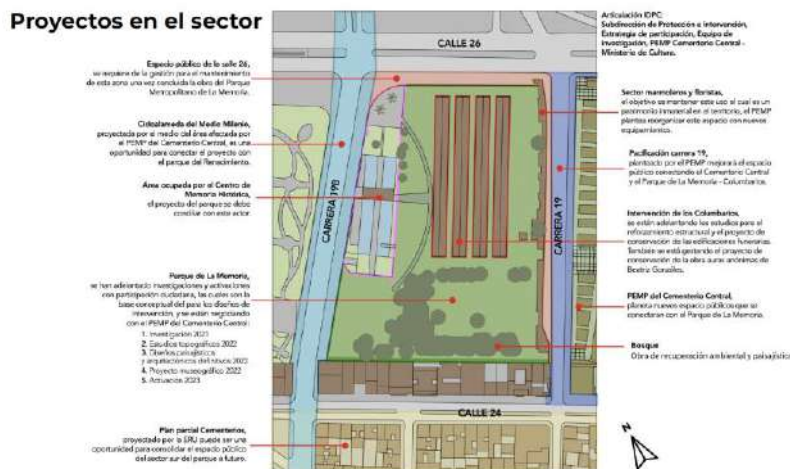 Proyectos en el sector
Articulación IDPC:
Subdirección de Protección e intervención,
Estrategia de participación, Equipo de
investigación, PEMP Cementerio Central -
Ministerio de Cultura.
CALLE 26
Espacio público de la calle 26,
se requiere de la gestión para el mantenimiento
de esta zona una vez concluida la obra del Parque
Metropolitano de La Memoria.
Cicloalameda del Medio Milenio,
proyectada por el medio del área afectada por
el PEMP del Cementerio Central, es una
oportunidad para conectar el proyecto con
el parque del Renacimiento.
Área ocupada por el Centro de
Memoria Histórica,
el proyecto del parque se debe
conciliar con este actor.
Parque de La Memoria,
se han adelantado investigaciones y activaciones
con participación ciudadana, las cuales son la
base conceptual del para los diseños de
intervención, y se están negociando
con el PEMP del Cementerio Central:
1. Investigación 2021
2. Estudios topográficos 2022
3. Diseños paisajísticos
y arquitectónicos definitivos 2022
4. Proyecto museográfico 2022
5. Activación 2023
Plan parcial Cementerios,
proyectado por la ERU puede ser una
oportunidad para consolidar el espacio público
del sector sur del parque a futuro.
CARRERA 19B
CARRERA 19
CALLE 24
Sector marmoleros y floristas,
el objetivo es mantener este uso el cual es un
patrimonio inmaterial en el territorio, el PEMP
plantea reorganizar este espacio con nuevos
equipamientos.
Pacificación carrera 19,
planteado por el PEMP mejorará el espacio
público conectando el Cementerio Central
y el Parque de La Memoria - Columbarios.
Intervención de los Columbarios,
se están adelantando los estudios para el
reforzamiento estructural y el proyecto de
conservación de las edificaciones funerarias.
También se está gestando el proyecto de
conservación de la obra auras anónimas de
Beatriz González.
PEMP del Cementerio Central,
plantea nuevos espacio públicos que se
conectaran con el Parque de La Memoria.
Bosque
Obra de recuperación ambiental y paisajística
N